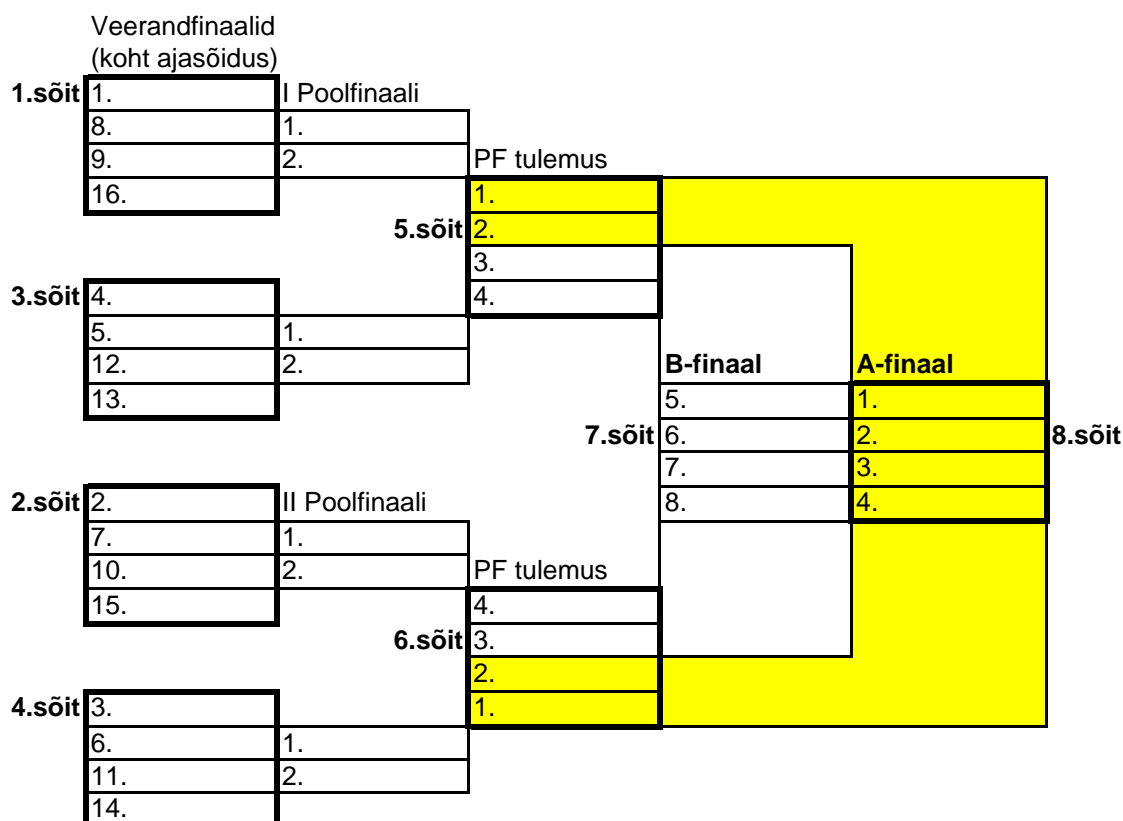 Veerandfinaalid
(koht ajasõidus)
1.sõit 1. I Poolfinaali
8. 1.
9. 2. PF tulemus
16. 1.
5.sõit 2.
3.
3.sõit 4. 4.
5. 1.
12. 2. B-finaal A-finaal
13. 5. 1.
7.sõit 6. 2. 8.sõit
7. 3.
2.sõit 2. II Poolfinaali 8. 4.
7. 1.
10. 2. PF tulemus
15. 4.
6.sõit 3.
2.
4.sõit 3. 1.
6. 1.
11. 2.
14.